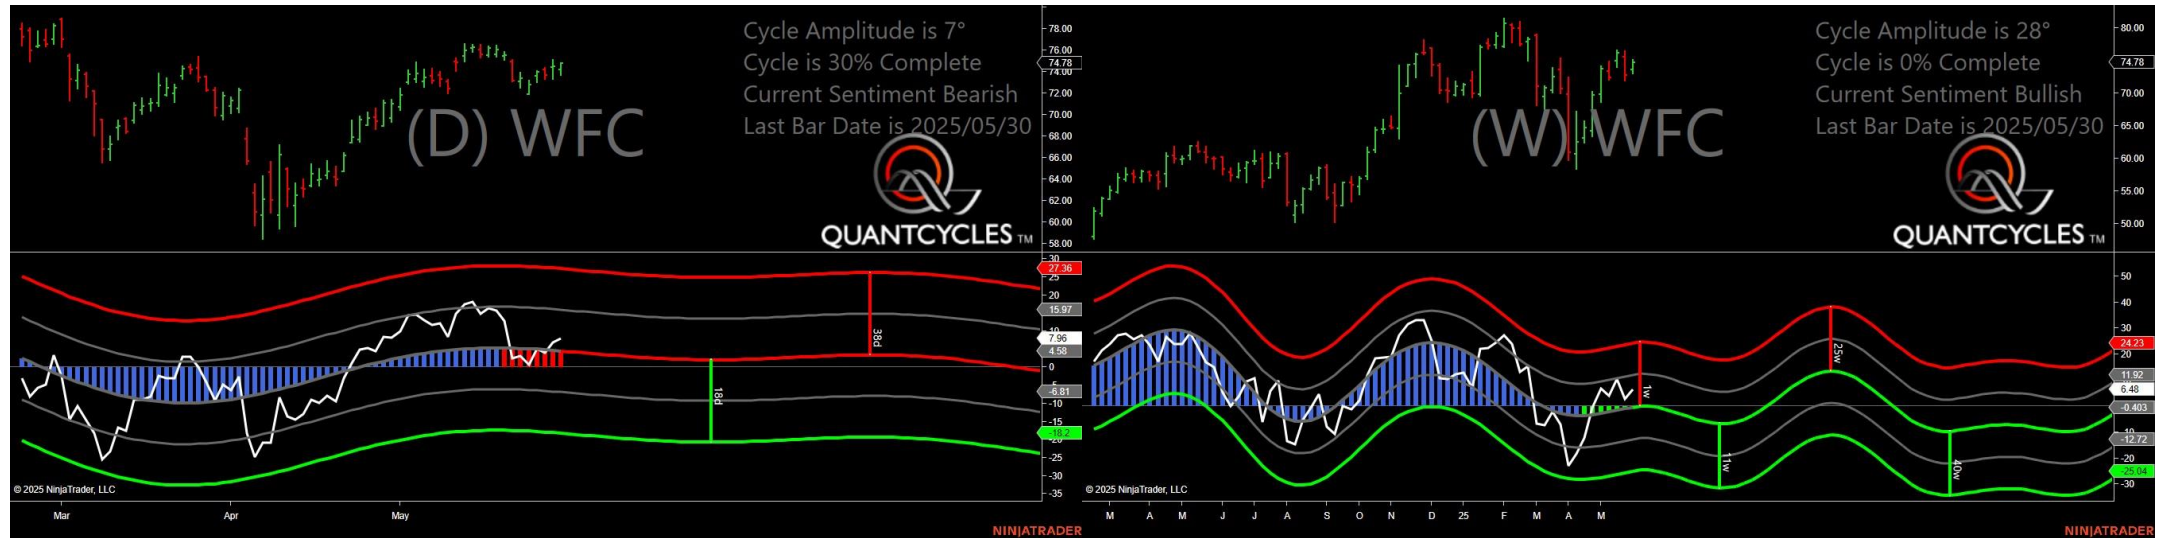 Cycle Amplitude is 7°
Cycle is 30% Complete
Current Sentiment Bearish
Last Bar Date is 2025/05/30
(D) WFC
QUANTCYCLES TM
78.00
76.00
74.78
74.00
72.00
70.00
68.00
66.00
64.00
62.00
60.00
58.00
30
27.36
25
20
15.97
10
7.96
4.58
0
-6.81
-10
-15
-18.2
-25
-30
-35
38d
18d
© 2025 NinjaTrader, LLC
Mar Apr May
NINJATRADER
Cycle Amplitude is 28°
Cycle is 0% Complete
Current Sentiment Bullish
Last Bar Date is 2025/05/30
(W) WFC
QUANTCYCLES TM
80.00
74.78
70.00
65.00
60.00
55.00
50.00
50
40
30
24.23
20
11.92
6.48
-0.403
-12.72
-20
-25.04
-30
1w
25w
11w
40w
© 2025 NinjaTrader, LLC
M A M J J A S O N D 25 F M A M
NINJATRADER